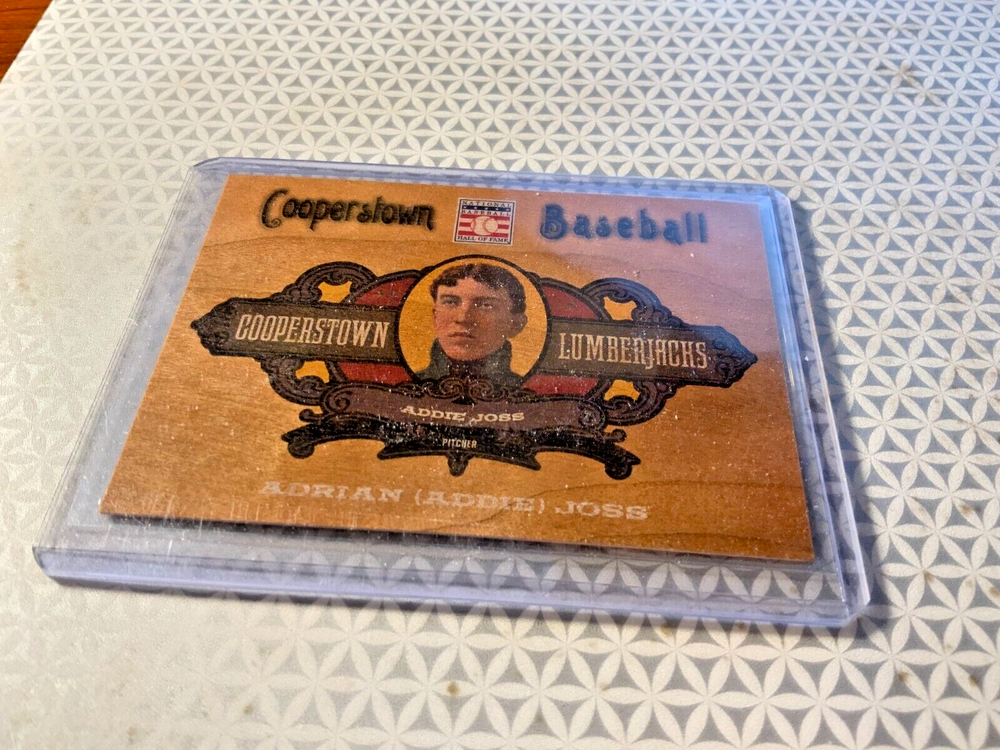 Cooperstown
NATIONAL
BASEBALL
HALL OF FAME
Baseball
COOPERSTOWN
LUMBERJACKS
ADDIE JOSS
PITCHER
ADRIAN (ADDIE) JOSS